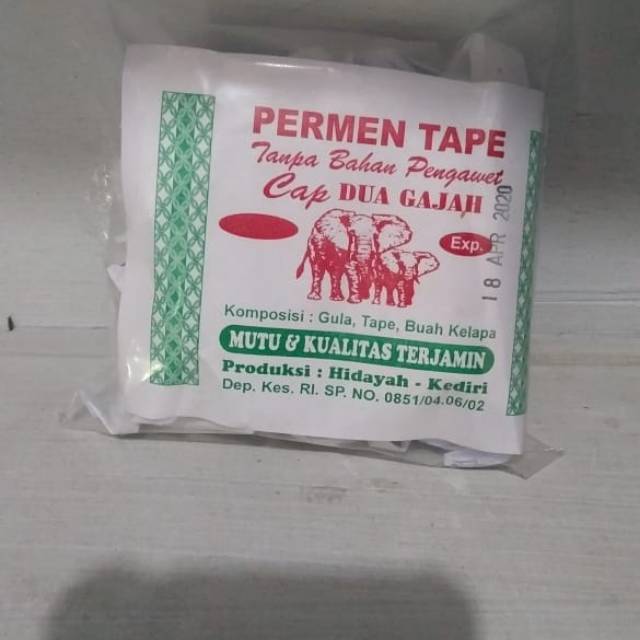 PERMEN TAPE
Tanpa Bahan Pengawet
Cap DUA GAJAH
Exp.
18 APR 2020
Komposisi : Gula, Tape, Buah Kelapa
MUTU & KUALITAS TERJAMIN
Produksi : Hidayah - Kediri
Dep. Kes. RI. SP. NO. 0851/04.06/02